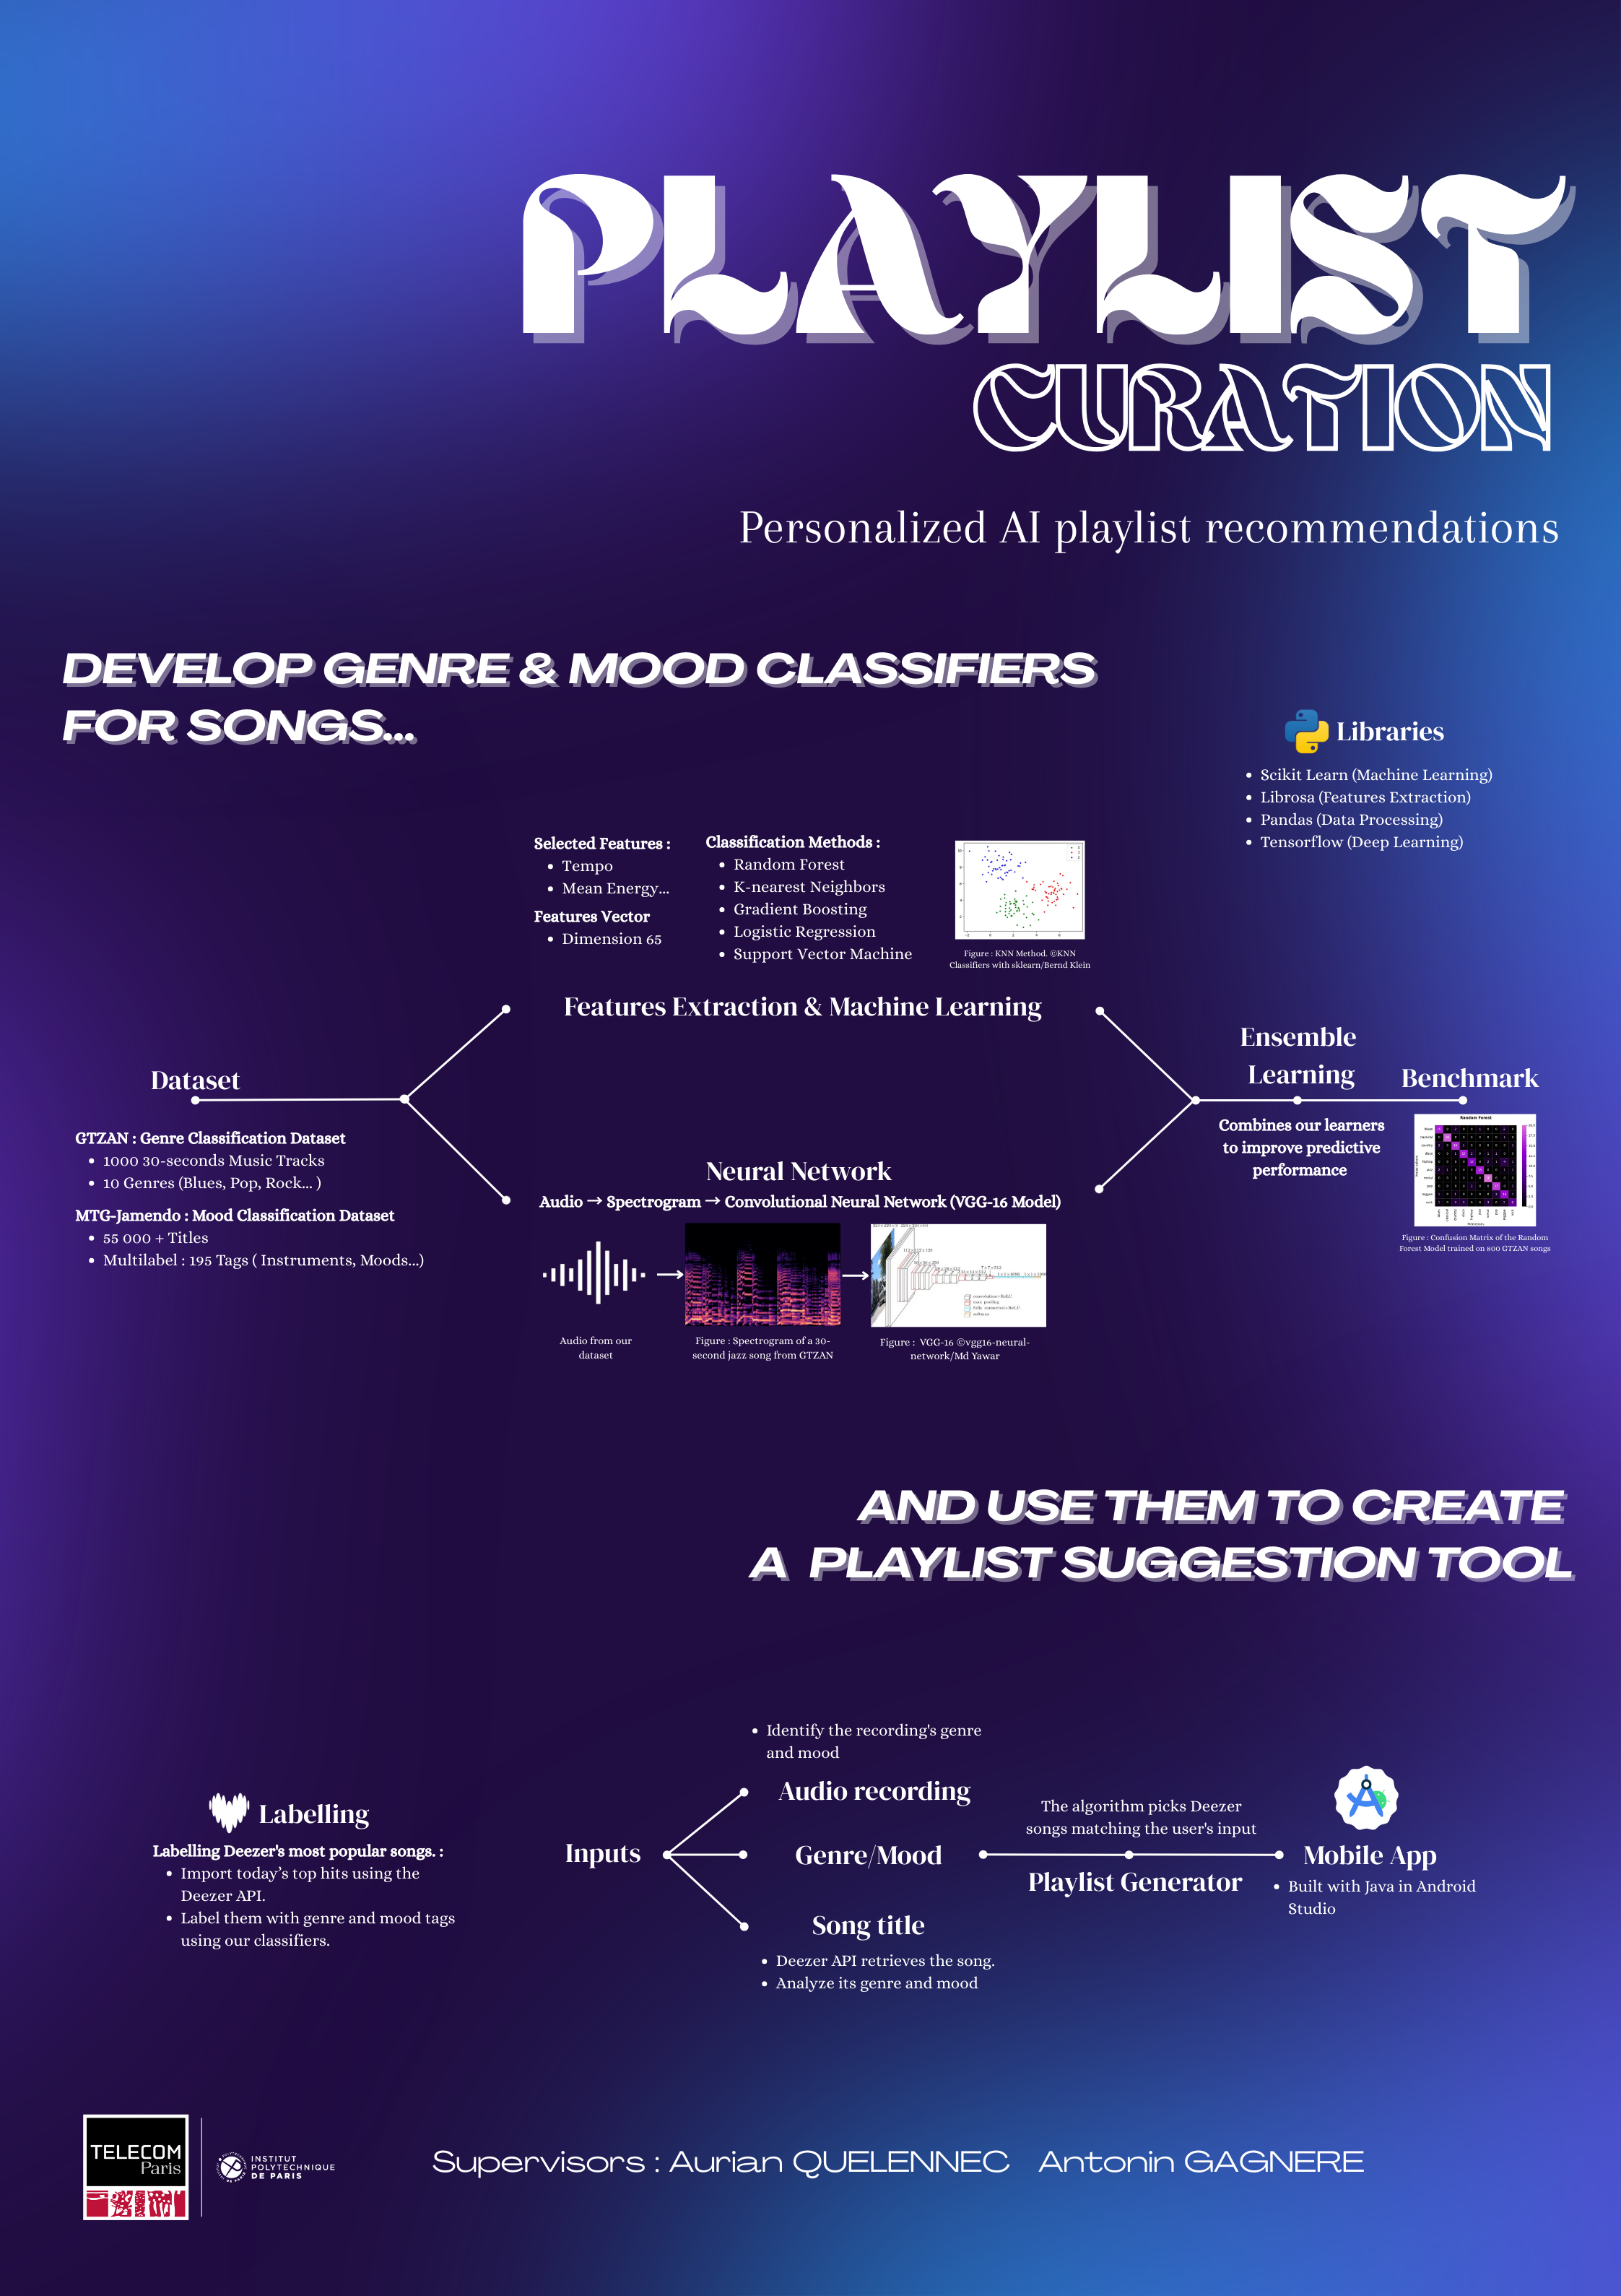 PLAYLIST
CURATION
Personalized AI playlist recommendations
DEVELOP GENRE & MOOD CLASSIFIERS
FOR SONGS...
Libraries
Scikit Learn (Machine Learning)
Librosa (Features Extraction)
Pandas (Data Processing)
Tensorflow (Deep Learning)
Selected Features :
Tempo
Mean Energy...
Features Vector
Dimension 65
Classification Methods :
Random Forest
K-nearest Neighbors
Gradient Boosting
Logistic Regression
Support Vector Machine
Figure : KNN Method. ©KNN
Classifiers with sklearn/Bernd Klein
Features Extraction & Machine Learning
Dataset
GTZAN : Genre Classification Dataset
1000 30-seconds Music Tracks
10 Genres (Blues, Pop, Rock... )
MTG-Jamendo : Mood Classification Dataset
55 000 + Titles
Multilabel : 195 Tags ( Instruments, Moods...)
Neural Network
Audio → Spectrogram → Convolutional Neural Network (VGG-16 Model)
Audio from our
dataset
Figure : Spectrogram of a 30-
second jazz song from GTZAN
Figure : VGG-16 ©vgg16-neural-
network/Md Yawar
Ensemble
Learning
Combines our learners
to improve predictive
performance
Benchmark
Random Forest
Figure : Confusion Matrix of the Random
Forest Model trained on 800 GTZAN songs
AND USE THEM TO CREATE
A PLAYLIST SUGGESTION TOOL
Labelling
Labelling Deezer's most popular songs. :
Import today's top hits using the
Deezer API.
Label them with genre and mood tags
using our classifiers.
Inputs
Identify the recording's genre
and mood
Audio recording
Genre/Mood
Song title
Deezer API retrieves the song.
Analyze its genre and mood
The algorithm picks Deezer
songs matching the user's input
Playlist Generator
Mobile App
Built with Java in Android
Studio
TELECOM
Paris
INSTITUT
POLYTECHNIQUE
DE PARIS
Supervisors : Aurian QUELENNEC Antonin GAGNERE